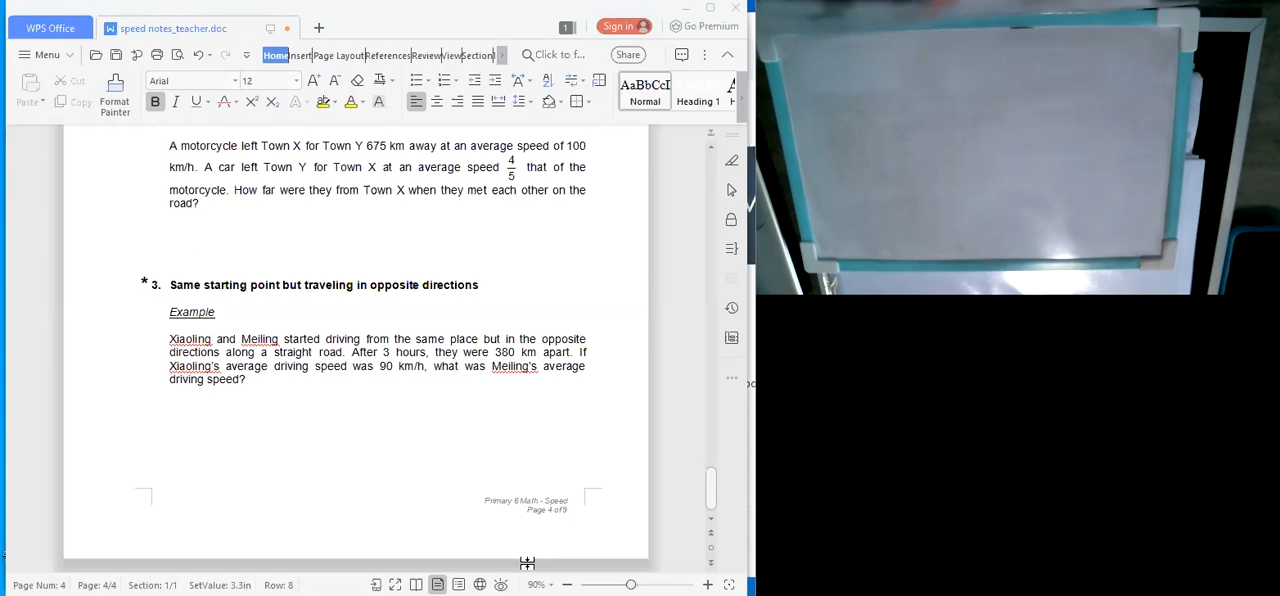 WPS Office
speed notes_teacher.doc
1
Sign in
Go Premium
Menu
Home Insert Page Layout References Review View Section
Click to f...
Share
Paste
Cut
Copy
Format
Painter
Arial
12
AaBbCcI
Normal
Heading 1
A motorcycle left Town X for Town Y 675 km away at an average speed of 100
km/h. A car left Town Y for Town X at an average speed 4/5 that of the
motorcycle. How far were they from Town X when they met each other on the
road?
* 3. Same starting point but traveling in opposite directions
Example
Xiaoling and Meiling started driving from the same place but in the opposite
directions along a straight road. After 3 hours, they were 380 km apart. If
Xiaoling's average driving speed was 90 km/h, what was Meiling's average
driving speed?
Primary 6 Math - Speed
Page 4 of 9
Page Num: 4 Page: 4/4 Section: 1/1 SetValue: 3.3in Row: 8
90%